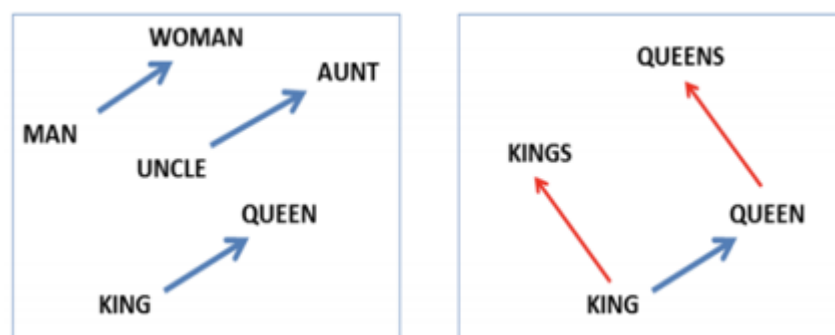 WOMAN
AUNT
MAN
UNCLE
QUEEN
KING
QUEENS
KINGS
QUEEN
KING